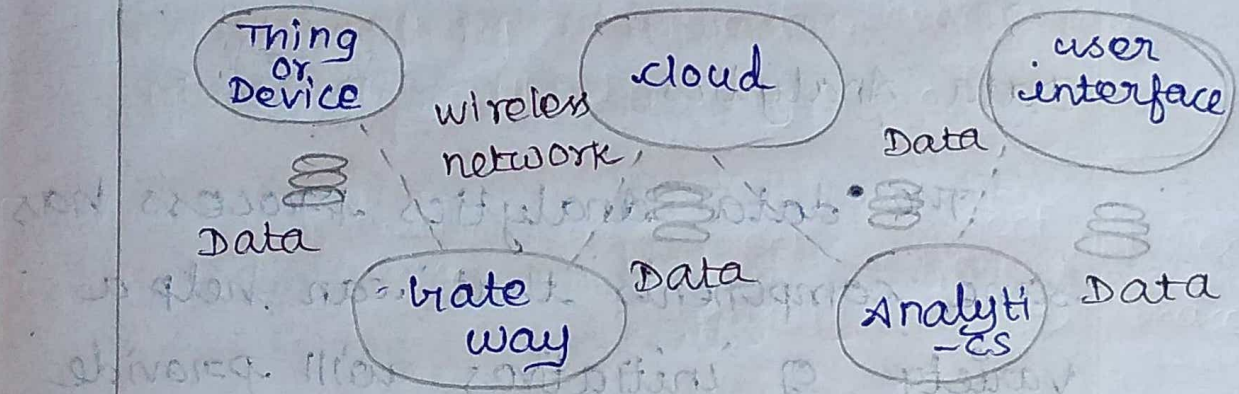 Thing
or
Device
wireless
network
cloud
user
interface
Data
Data
Gate
way
Data
Analyti
-cs
Data